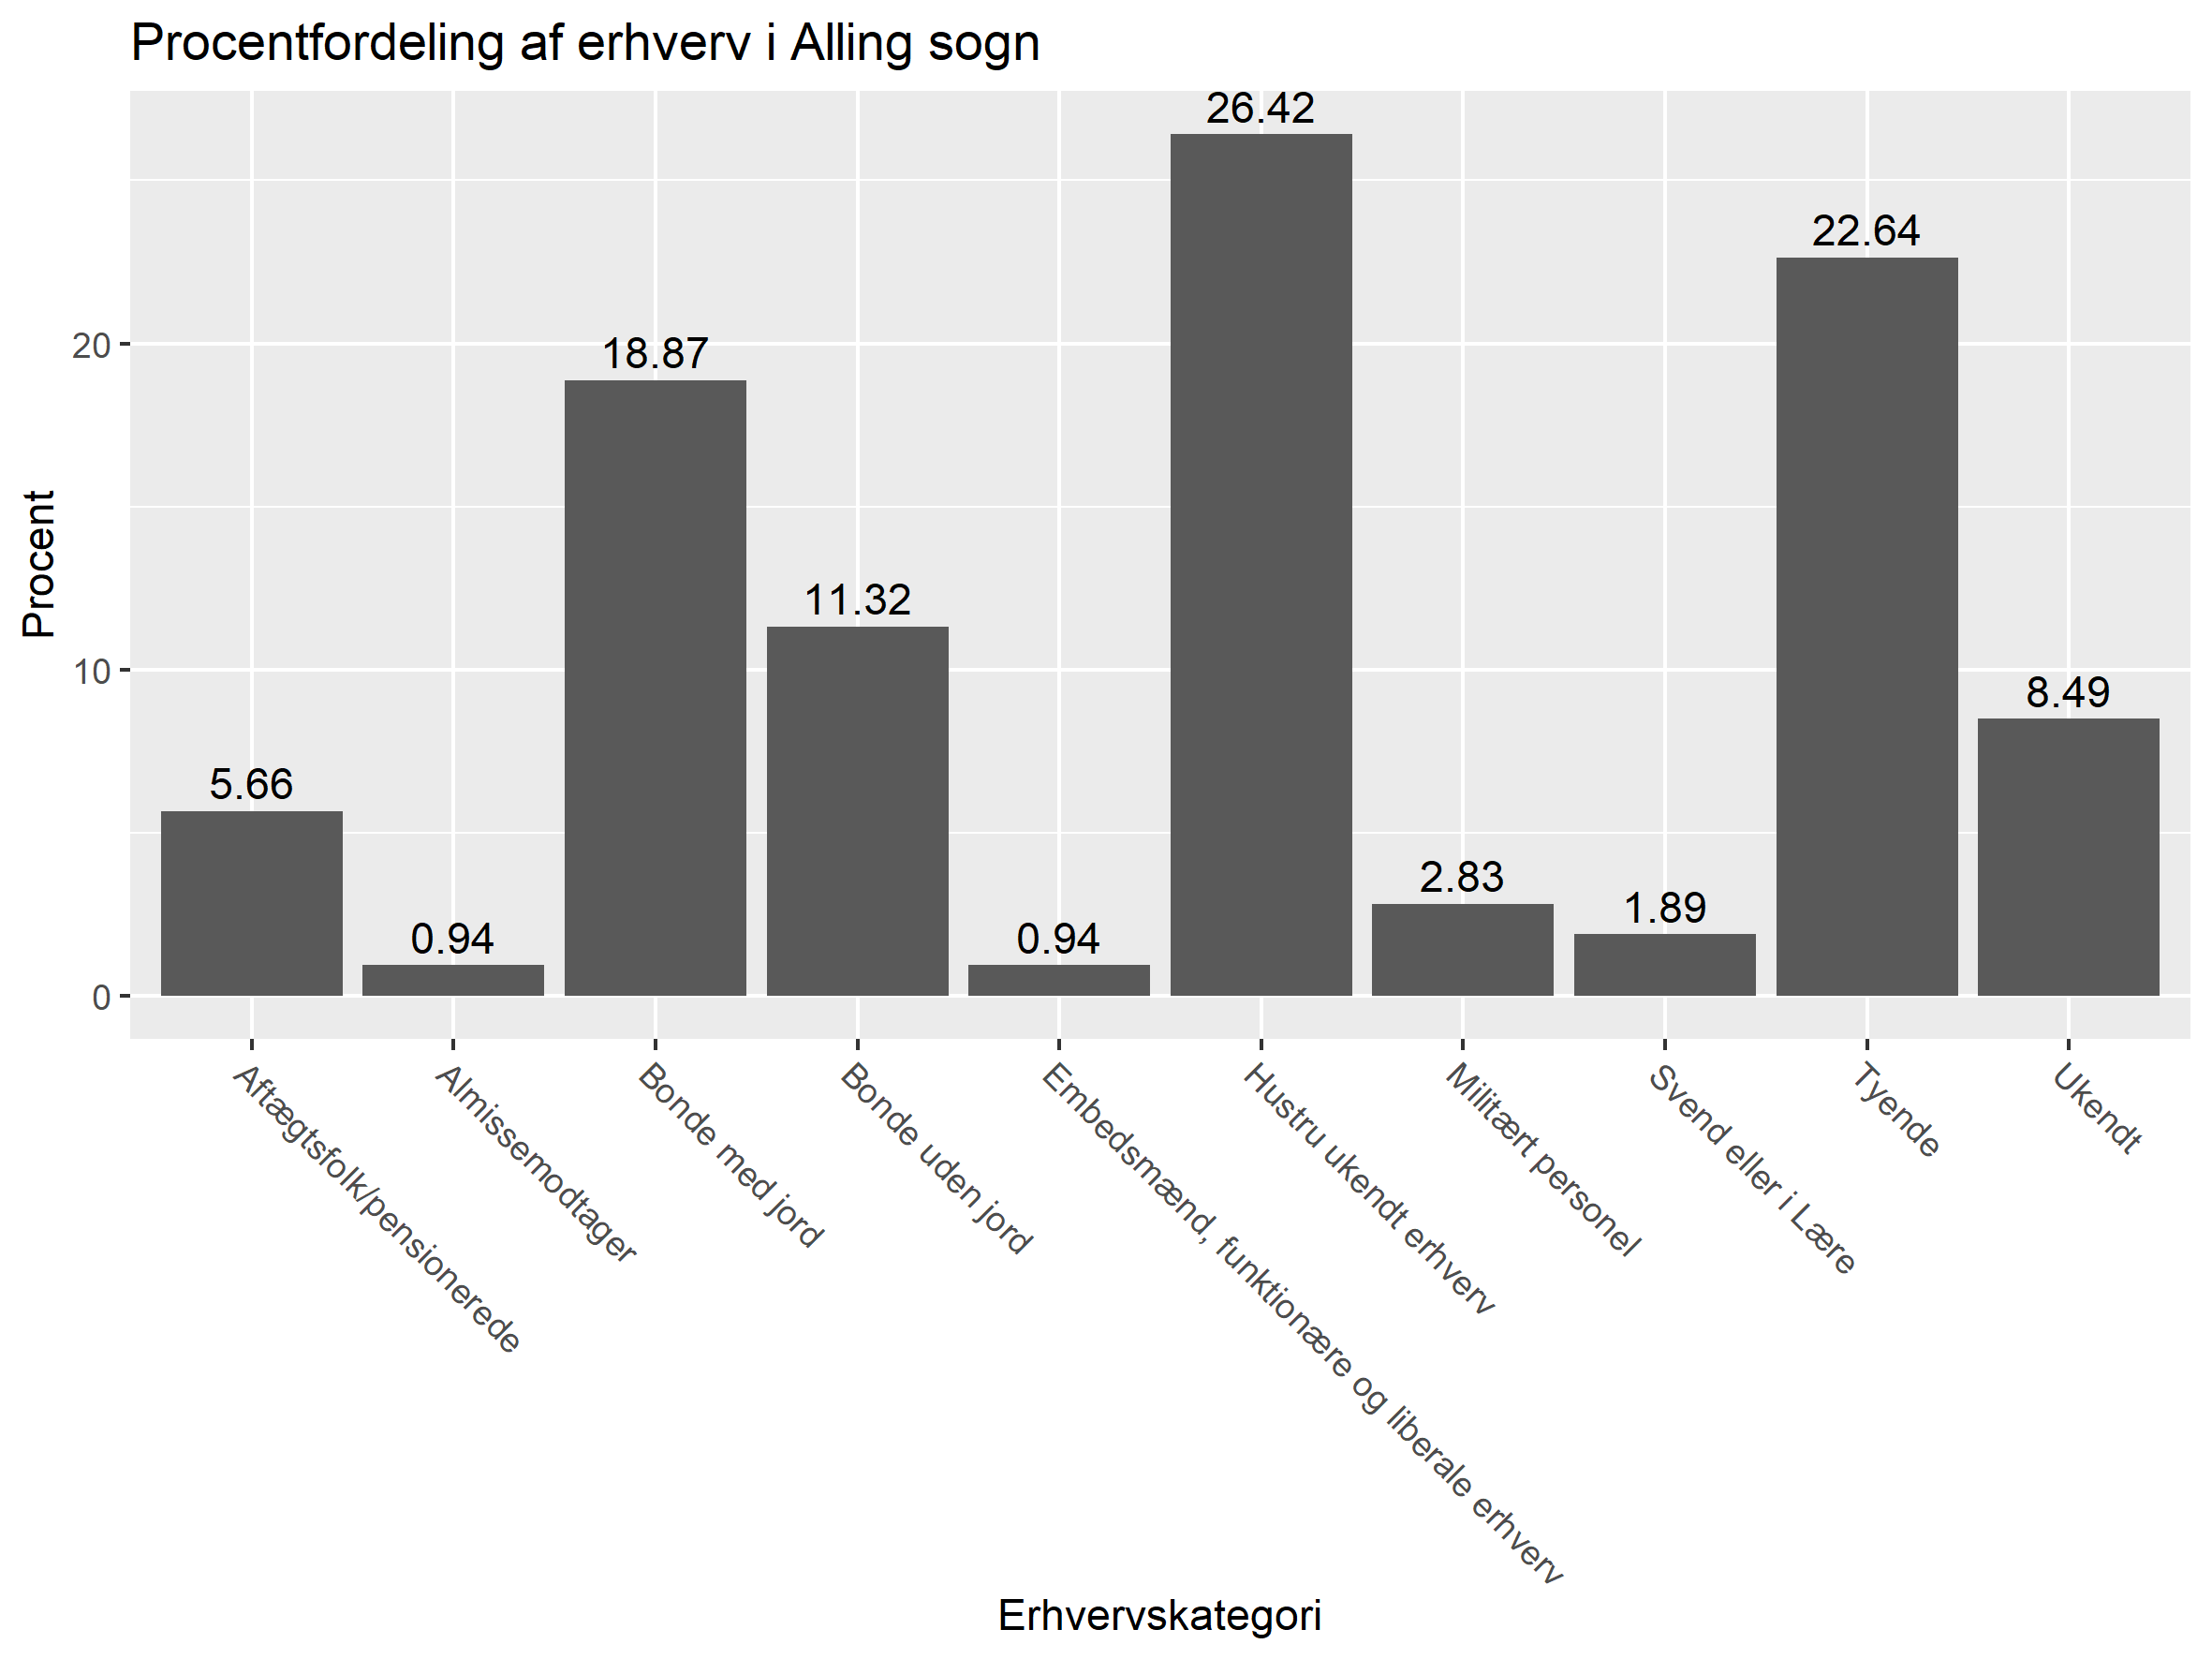 Procentfordeling af erhverv i Alling sogn
Procent
20
10
0
5.66
0.94
18.87
11.32
0.94
26.42
2.83
1.89
22.64
8.49
Aftægtsfolk/pensionerede
Almissemodtager
Bonde med jord
Bonde uden jord
Embedsmænd, funktionære og liberale erhverv
Hustru ukendt erhverv
Militært personel
Svend eller i Lære
Tyende
Ukendt
Erhvervskategori